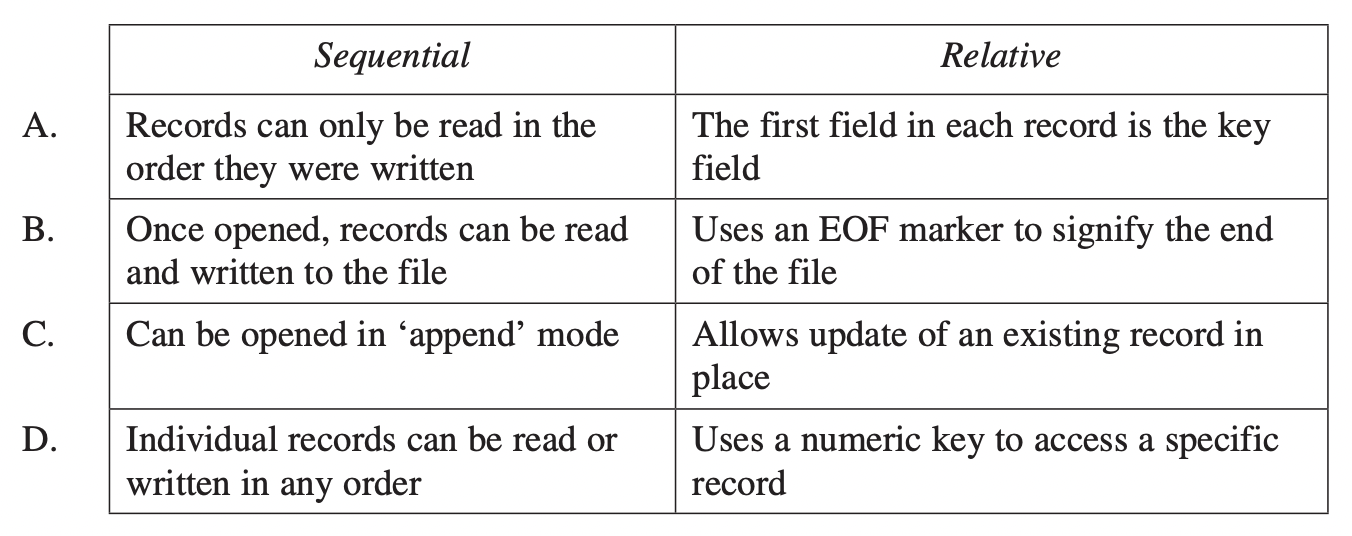 Sequential Relative
A. Records can only be read in the The first field in each record is the key
order they were written field
B. Once opened, records can be read Uses an EOF marker to signify the end
and written to the file of the file
C. Can be opened in ‘append’ mode Allows update of an existing record in
place
D. Individual records can be read or Uses a numeric key to access a specific
written in any order record